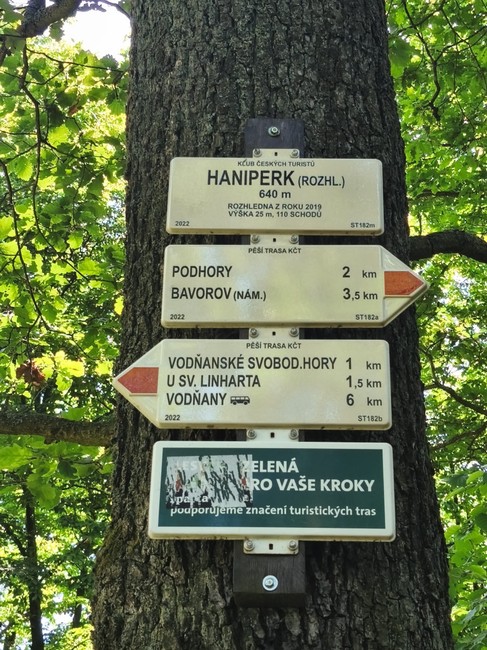 KLUB ČESKÝCH TURISTŮ
HANIPERK (ROZHL.)
640 m
ROZHLEDNA Z ROKU 2019
VÝŠKA 25 m, 110 SCHODŮ
2022 ST182m
PĚŠÍ TRASA KČT
PODHORY 2 km
BAVOROV (NÁM.) 3,5 km
2022 ST182a
PĚŠÍ TRASA KČT
VODŇANSKÉ SVOBOD.HORY 1 km
U SV. LINHARTA 1,5 km
VODŇANY 6 km
2022 ST182b
ZELENÁ
PRO VAŠE KROKY
podporujeme značení turistických tras